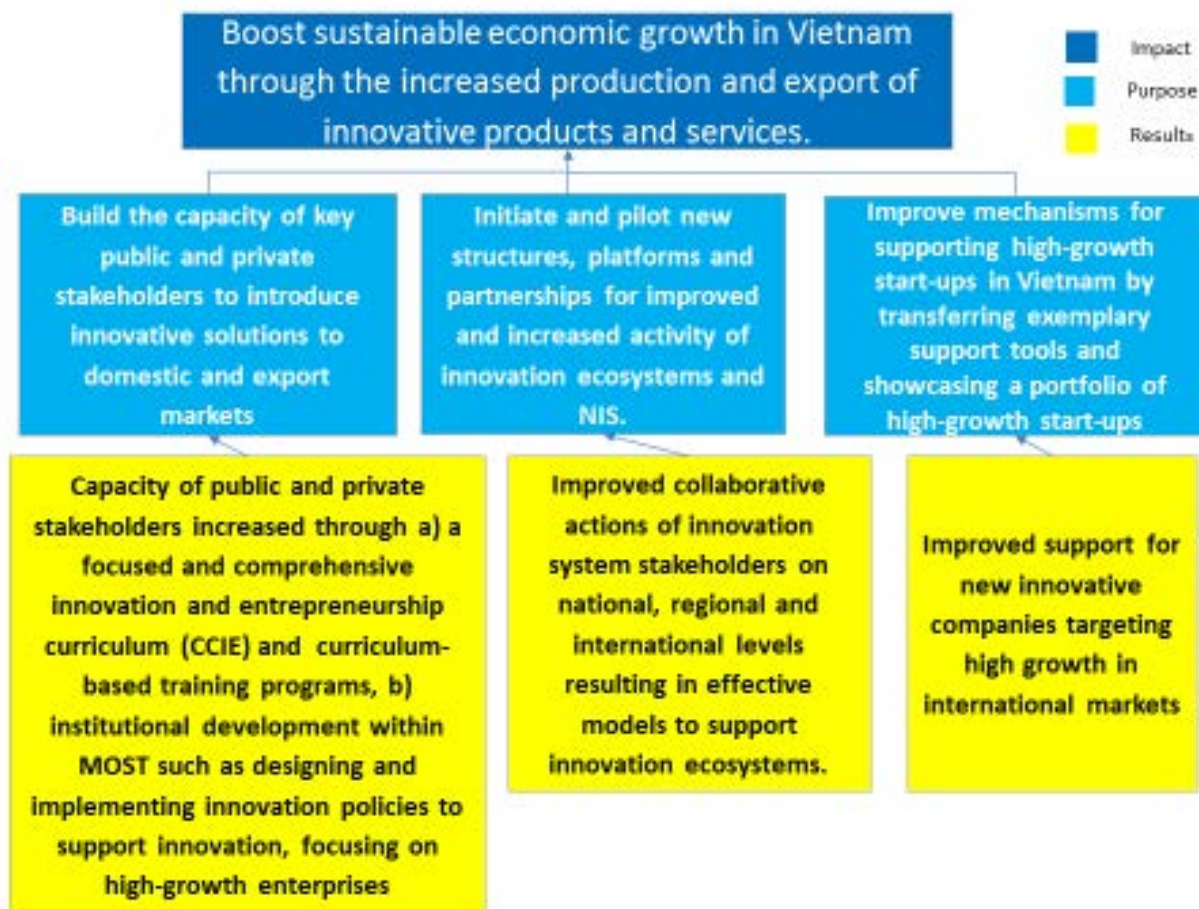 Boost sustainable economic growth in Vietnam
through the increased production and export of
innovative products and services.
Impact
Purpose
Results
Build the capacity of key
public and private
stakeholders to introduce
innovative solutions to
domestic and export
markets
Initiate and pilot new
structures, platforms and
partnerships for improved
and increased activity of
innovation ecosystems and
NIS.
Improve mechanisms for
supporting high-growth
start-ups in Vietnam by
transferring exemplary
support tools and
showcasing a portfolio of
high-growth start-ups
Capacity of public and private
stakeholders increased through a) a
focused and comprehensive
innovation and entrepreneurship
curriculum (CCIE) and curriculum-
based training programs, b)
institutional development within
MOST such as designing and
implementing innovation policies to
support innovation, focusing on
high-growth enterprises
Improved collaborative
actions of innovation
system stakeholders on
national, regional and
international levels
resulting in effective
models to support
innovation ecosystems.
Improved support for
new innovative
companies targeting
high growth in
international markets